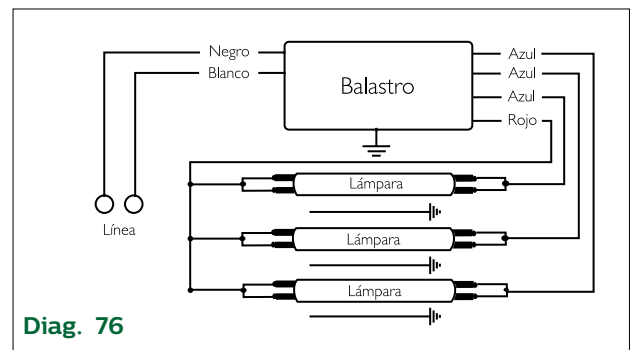 Negro
Blanco
Balastro
Azul
Azul
Azul
Rojo
Línea
Lámpara
Lámpara
Lámpara
Diag. 76